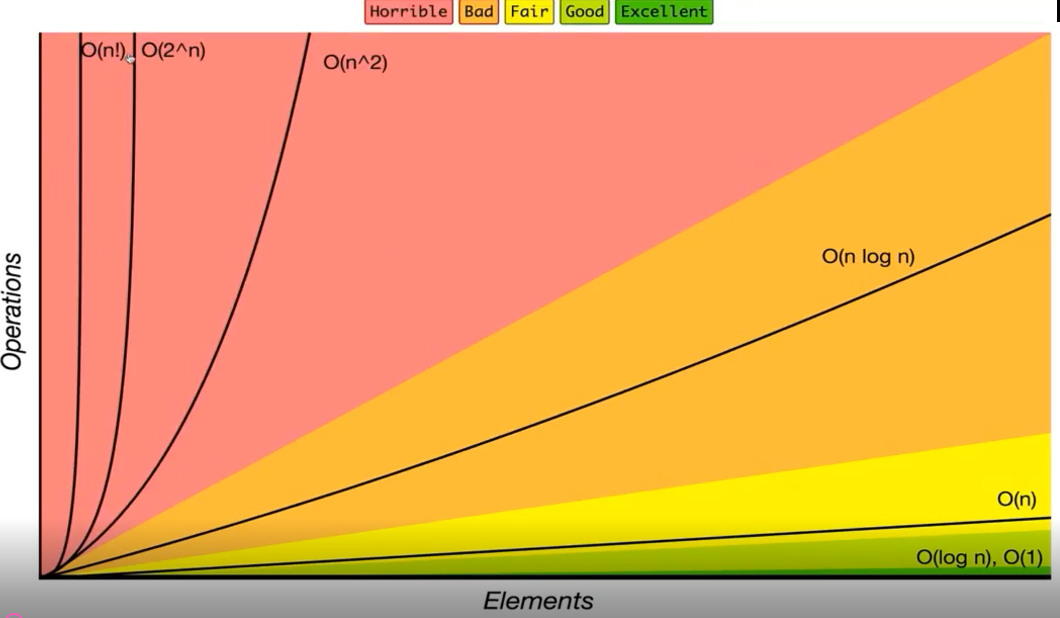 Horrible Bad Fair Good Excellent
O(n!) O(2^n)
O(n^2)
O(n log n)
Operations
O(n)
O(log n), O(1)
Elements